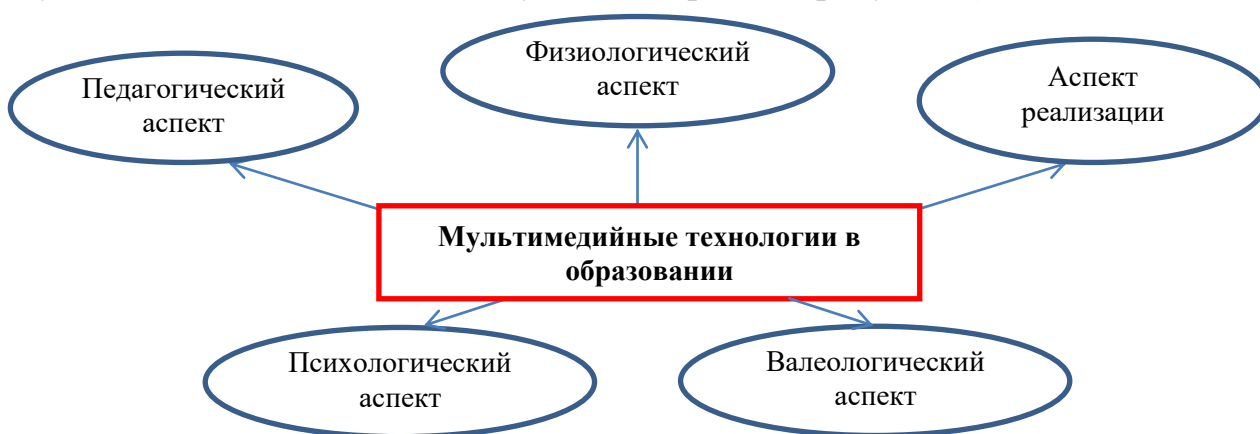 Физиологический
аспект
Педагогический
аспект
Аспект
реализации
Мультимедийные технологии в
образовании
Психологический
аспект
Валеологический
аспект